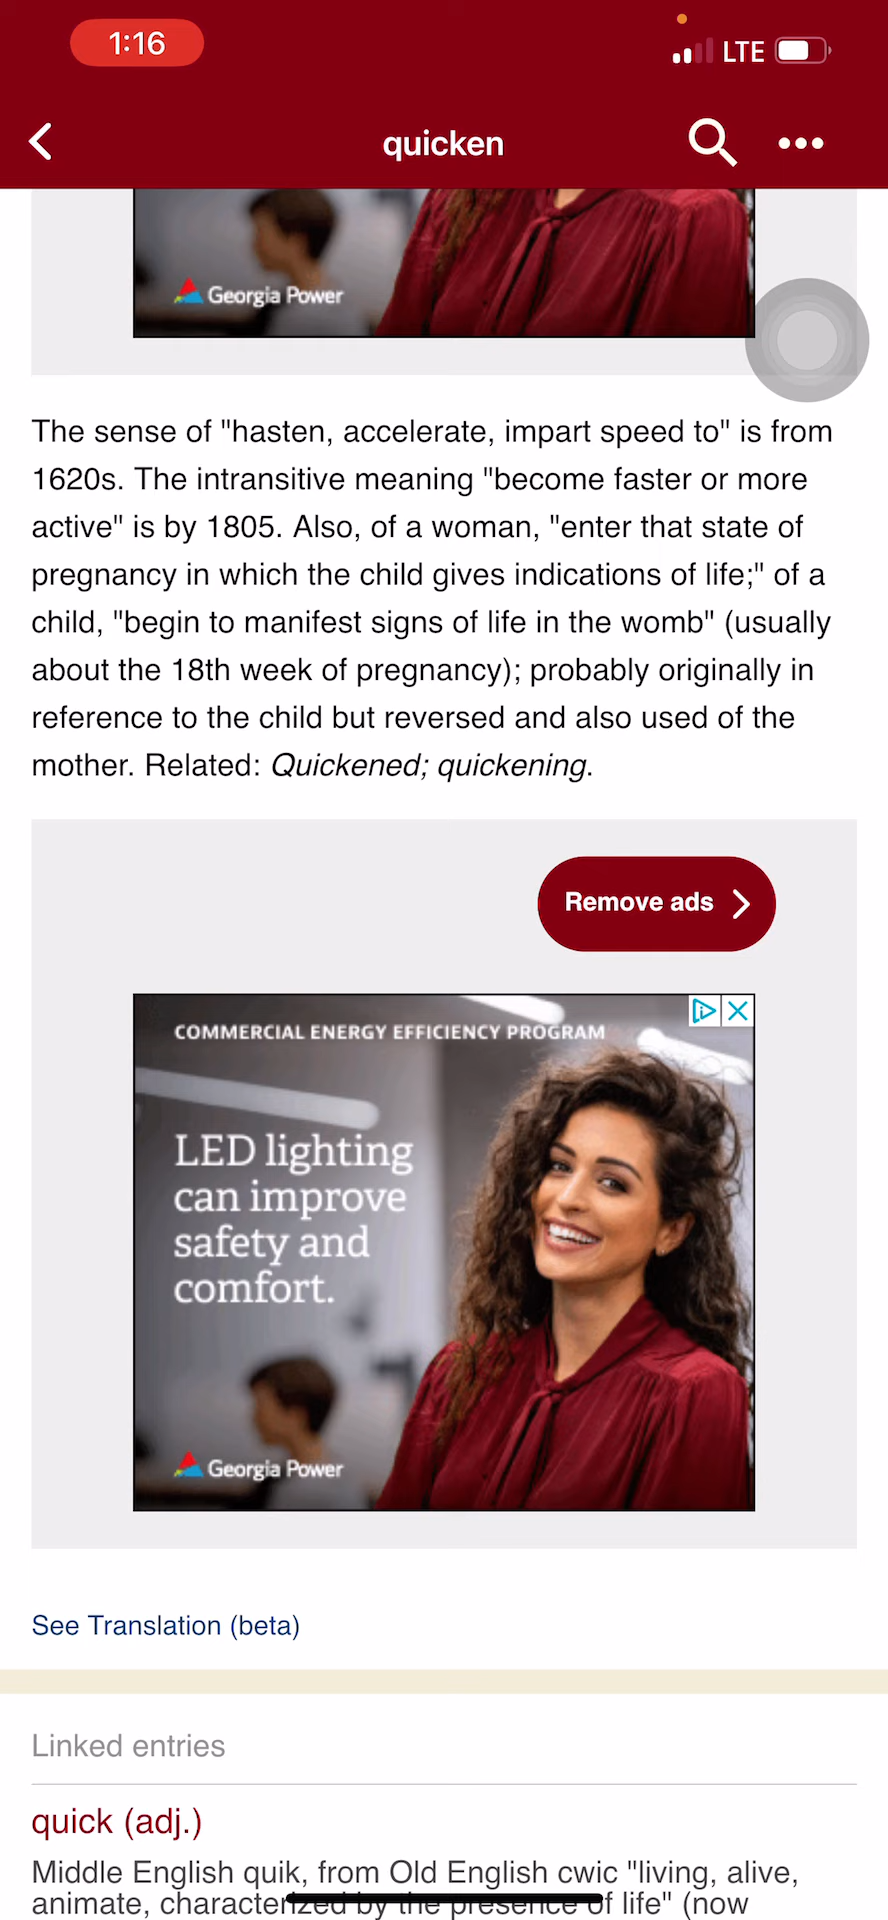 1:16
LTE
quicken
Georgia Power
The sense of "hasten, accelerate, impart speed to" is from
1620s. The intransitive meaning "become faster or more
active" is by 1805. Also, of a woman, "enter that state of
pregnancy in which the child gives indications of life;" of a
child, "begin to manifest signs of life in the womb" (usually
about the 18th week of pregnancy); probably originally in
reference to the child but reversed and also used of the
mother. Related: Quickened; quickening.
Remove ads
COMMERCIAL ENERGY EFFICIENCY PROGRAM
LED lighting
can improve
safety and
comfort.
Georgia Power
See Translation (beta)
Linked entries
quick (adj.)
Middle English quik, from Old English cwic "living, alive,
animate, characterized by the presence of life" (now